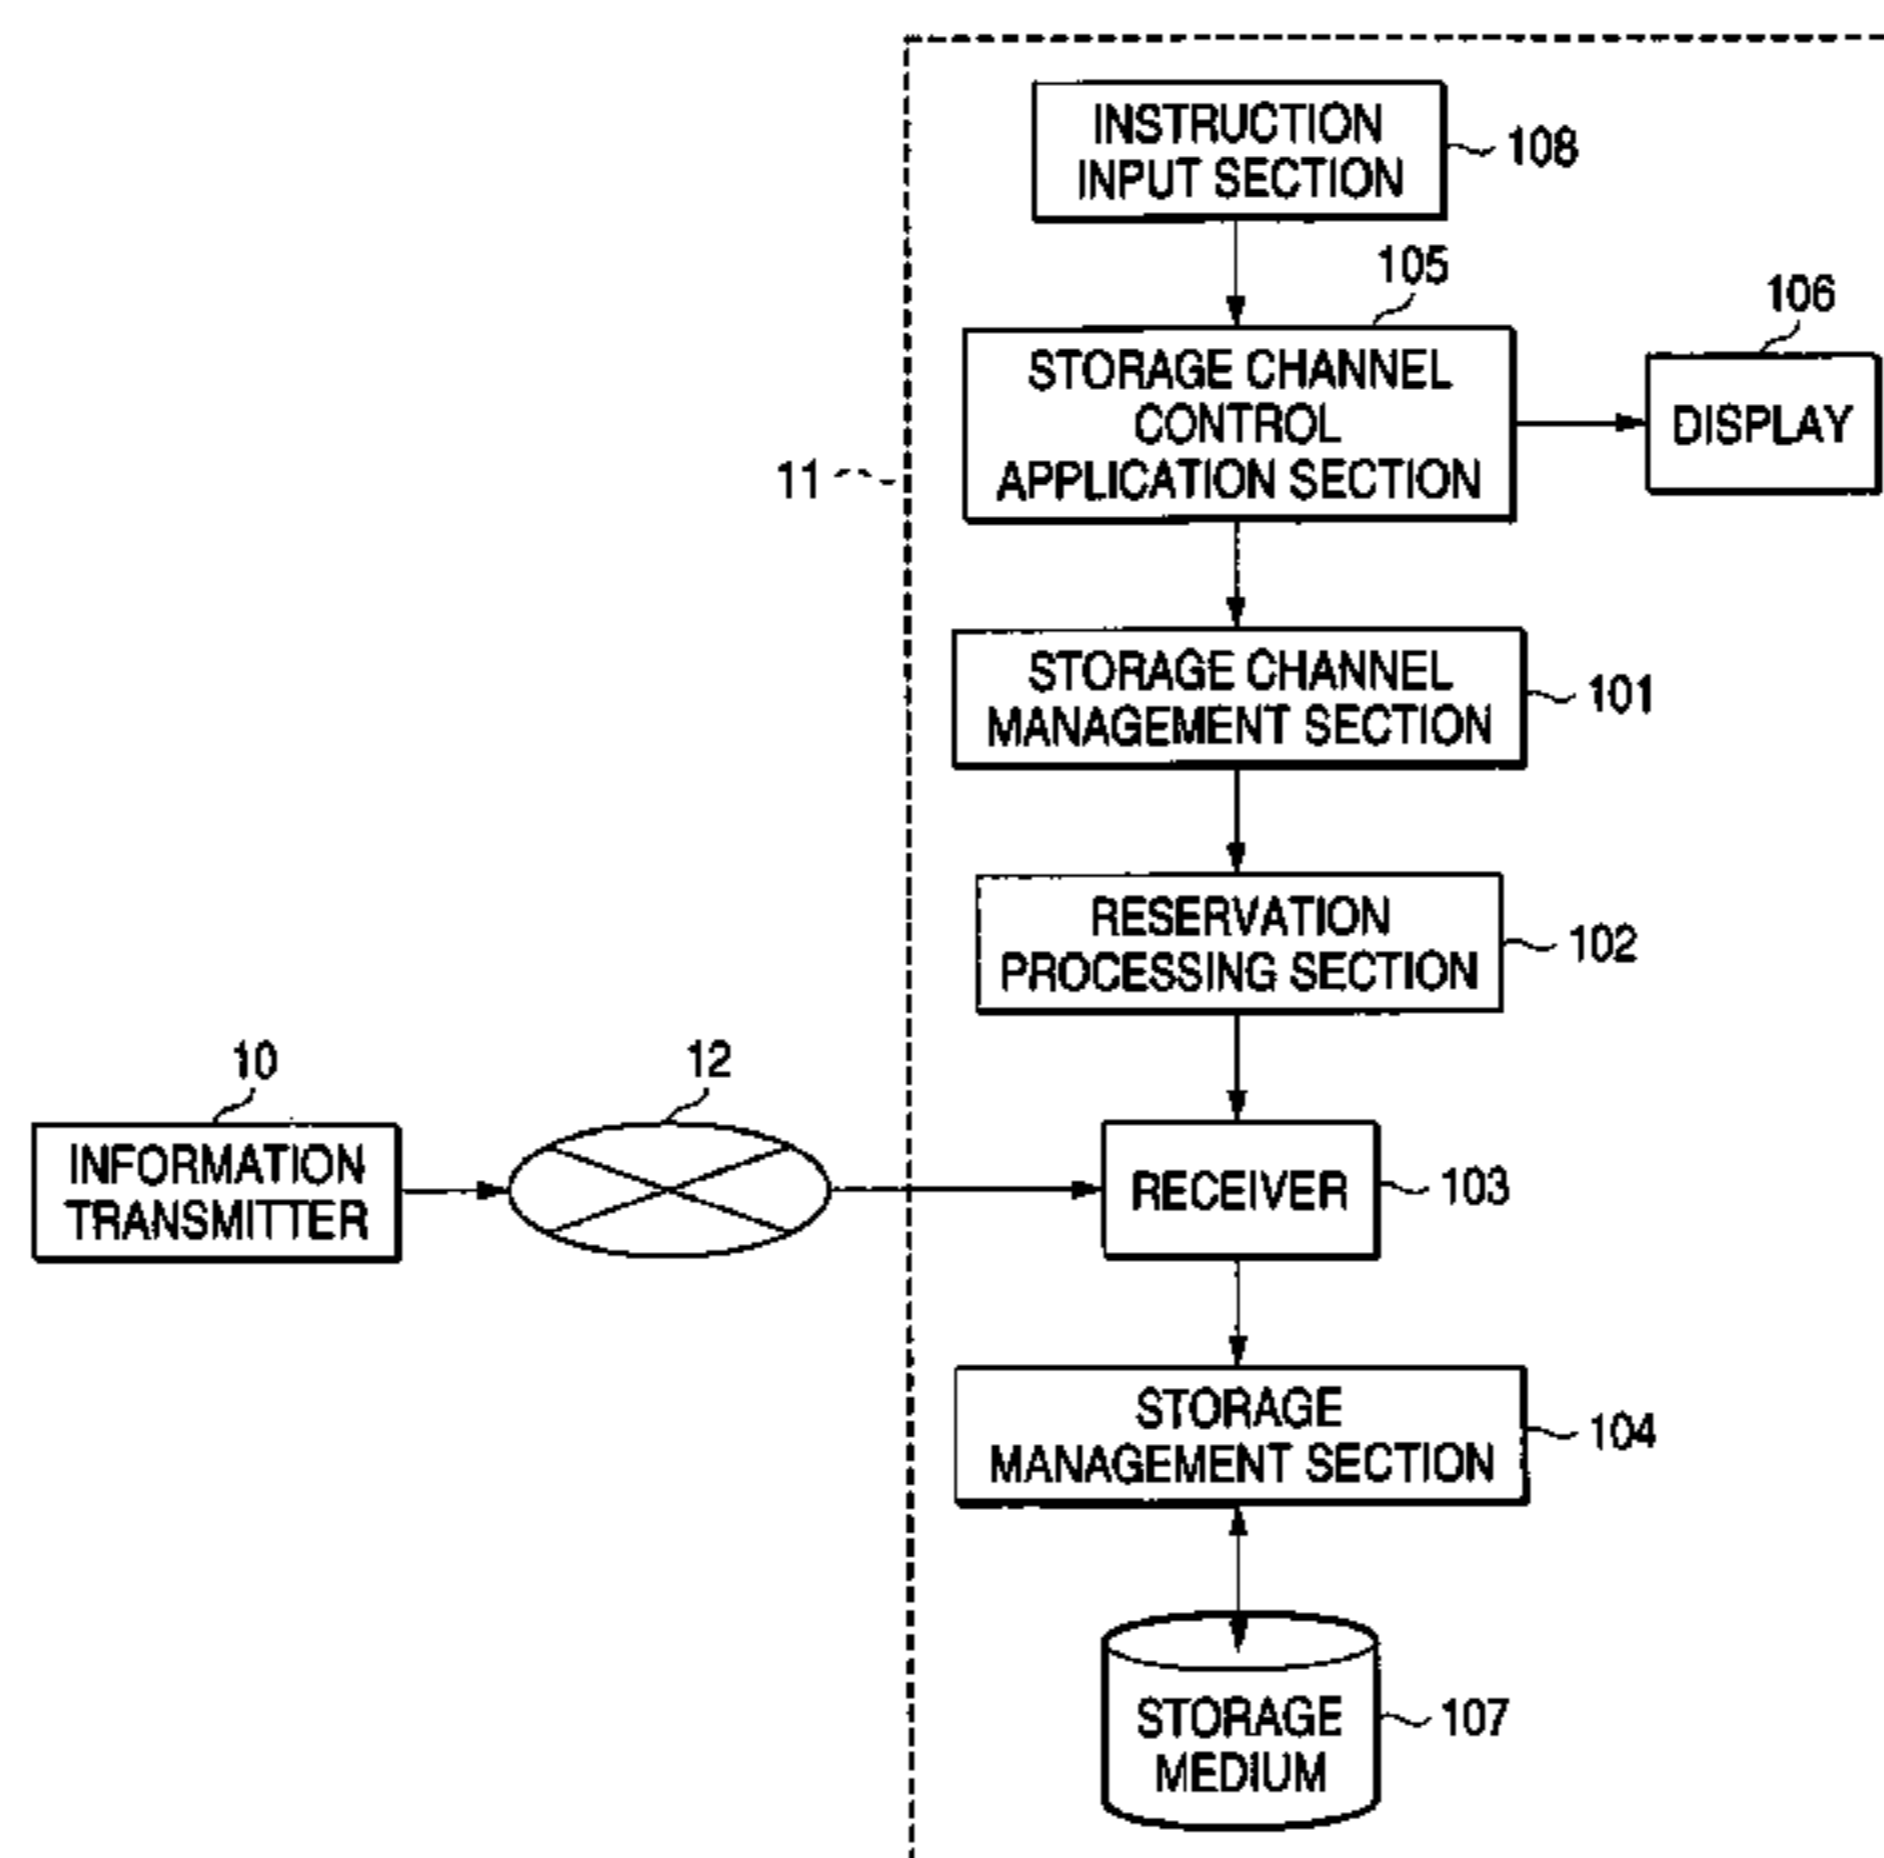 INSTRUCTION
INPUT SECTION
108
105
106
STORAGE CHANNEL
CONTROL
APPLICATION SECTION
DISPLAY
11
STORAGE CHANNEL
MANAGEMENT SECTION
101
RESERVATION
PROCESSING SECTION
102
10
12
INFORMATION
TRANSMITTER
RECEIVER
103
STORAGE
MANAGEMENT SECTION
104
STORAGE
MEDIUM
107